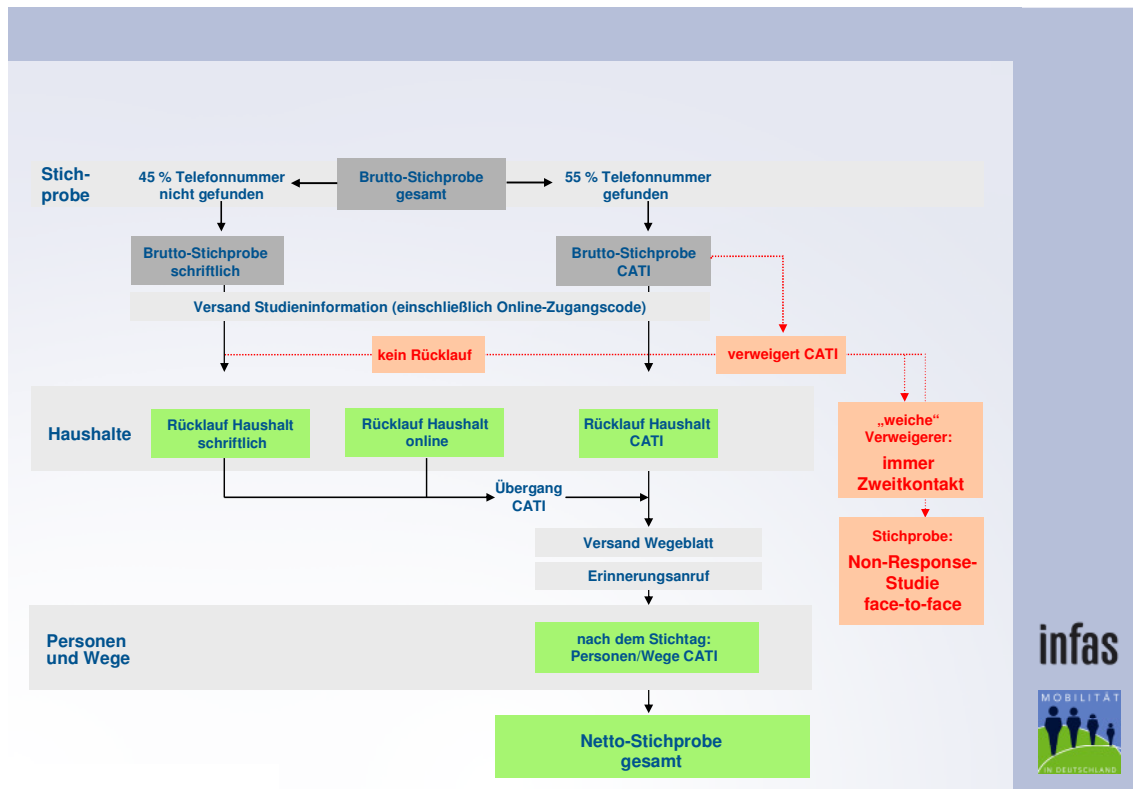 Stich-
probe
45 % Telefonnummer
nicht gefunden
Brutto-Stichprobe
gesamt
55 % Telefonnummer
gefunden
Brutto-Stichprobe
schriftlich
Brutto-Stichprobe
CATI
Versand Studieninformation (einschließlich Online-Zugangscode)
kein Rücklauf
verweigert CATI
Haushalte
Rücklauf Haushalt
schriftlich
Rücklauf Haushalt
online
Rücklauf Haushalt
CATI
„weiche“
Verweigerer:
immer
Zweitkontakt
Übergang
CATI
Stichprobe:
Non-Response-
Studie
face-to-face
Versand Wegeblatt
Erinnerungsanruf
Personen
und Wege
nach dem Stichtag:
Personen/Wege CATI
Netto-Stichprobe
gesamt
infas
MOBILITÄT
IN DEUTSCHLAND